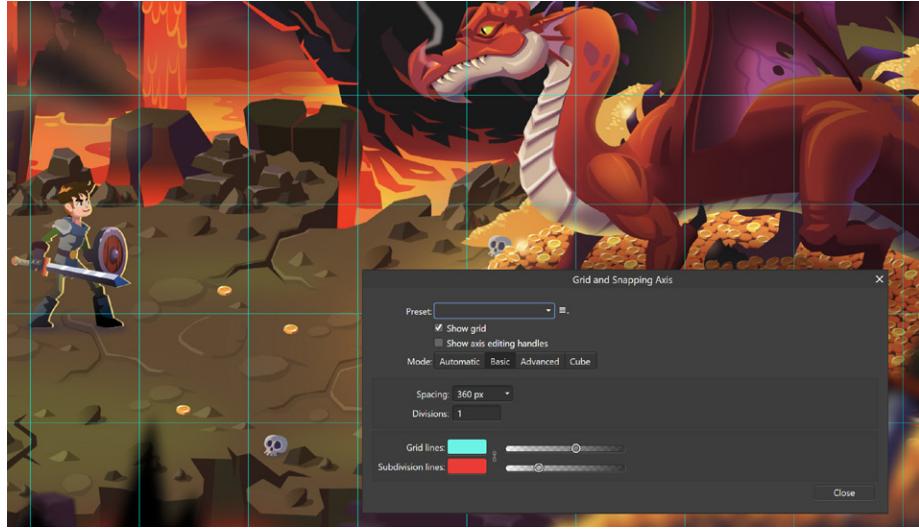 Grid and Snapping Axis
Preset:
Show grid
Show axis editing handles
Mode: Automatic Basic Advanced Cube
Spacing: 360 px
Divisions: 1
Grid lines:
Subdivision lines:
Close